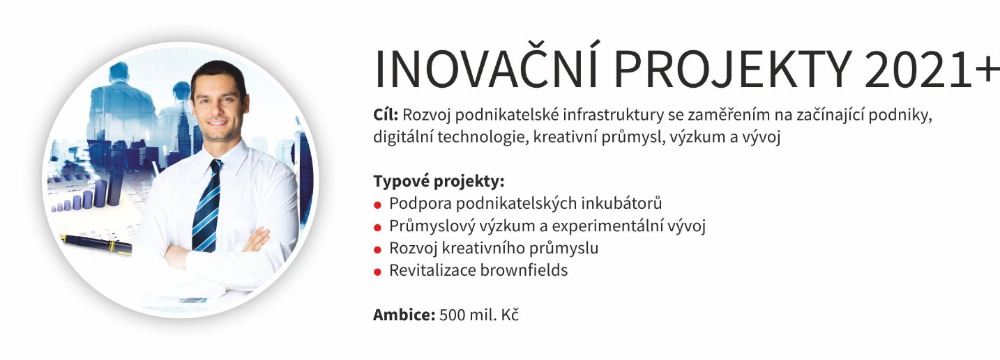 INOVAČNÍ PROJEKTY 2021+
Cíl: Rozvoj podnikatelské infrastruktury se zaměřením na začínající podniky,
digitální technologie, kreativní průmysl, výzkum a vývoj
Typové projekty:
• Podpora podnikatelských inkubátorů
• Průmyslový výzkum a experimentální vývoj
• Rozvoj kreativního průmyslu
• Revitalizace brownfields
Ambice: 500 mil. Kč